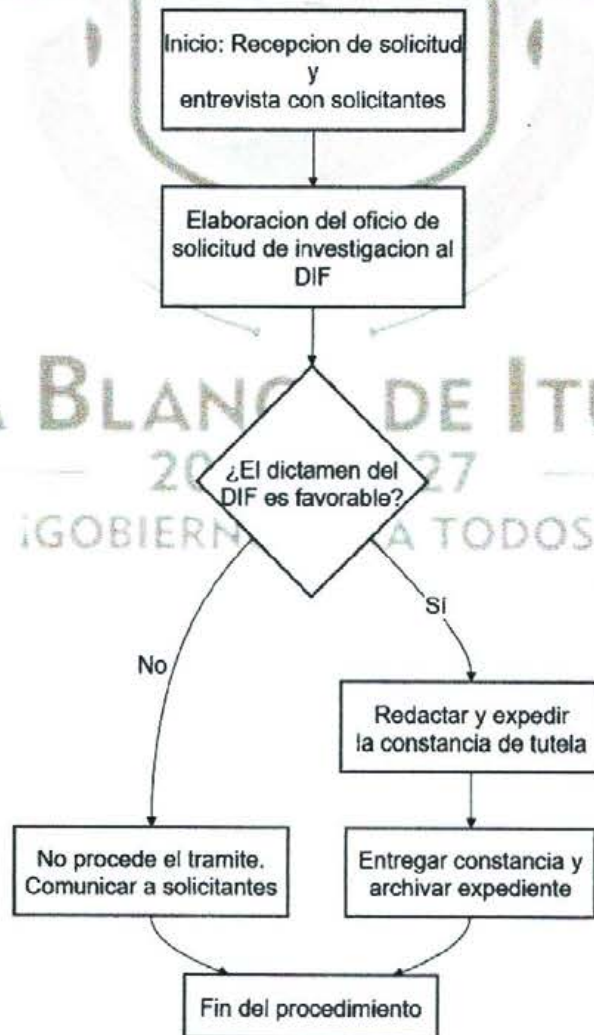 Inicio: Recepcion de solicitud
y
entrevista con solicitantes
Elaboracion del oficio de
solicitud de investigacion al
DIF
A BLAN DE ITU
20 27
¡GOBIERN A TODOS
¿El dictamen del
DIF es favorable?
No
Sí
Redactar y expedir
la constancia de tutela
No procede el tramite.
Comunicar a solicitantes
Entregar constancia y
archivar expediente
Fin del procedimiento